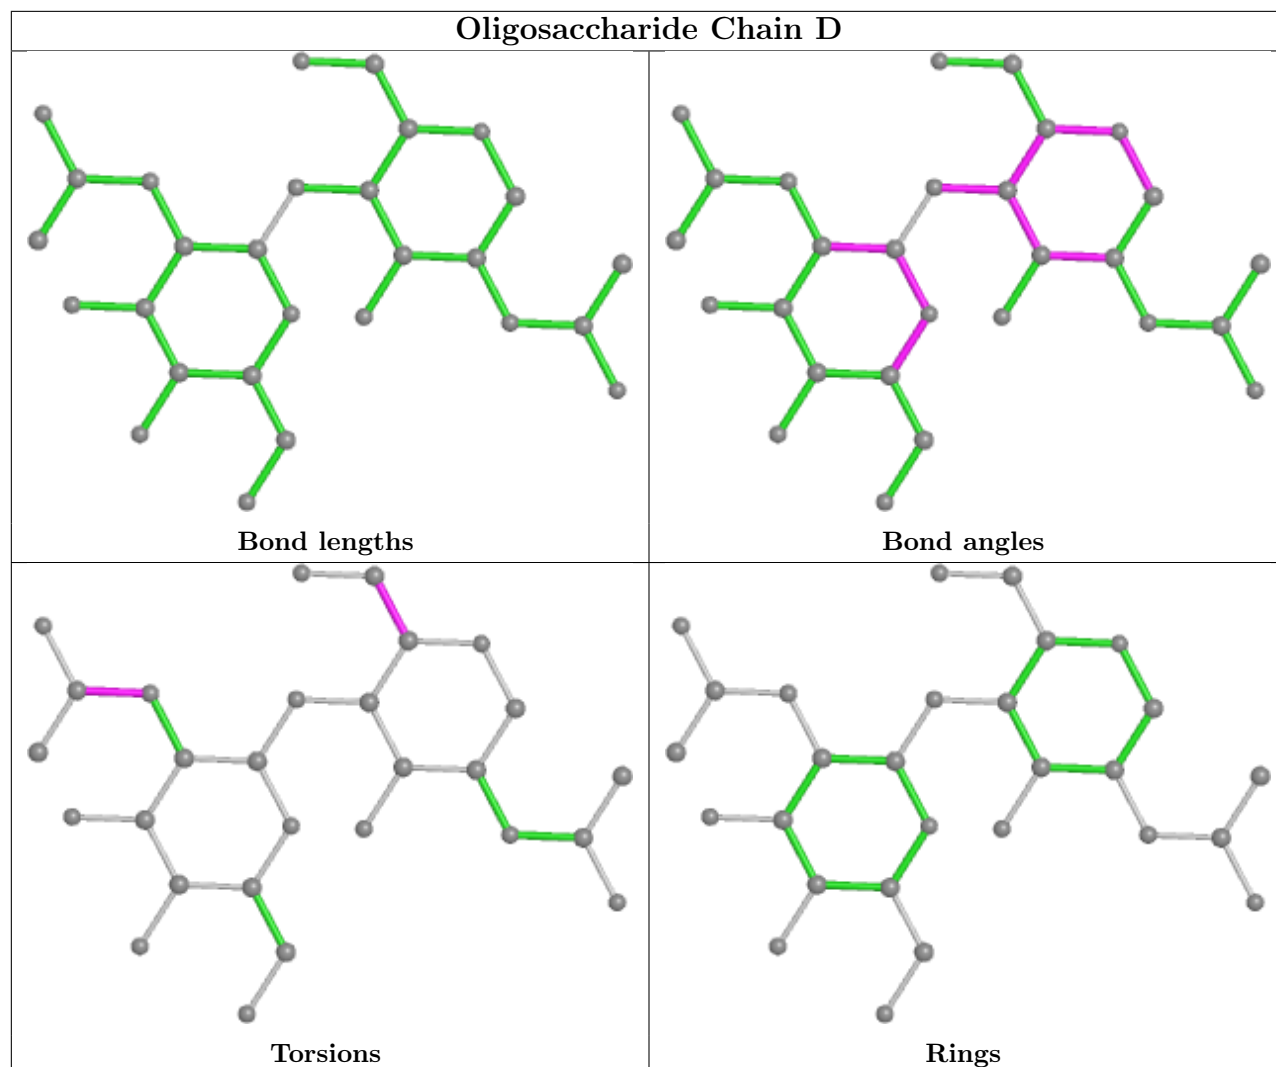 Oligosaccharide Chain D
Bond lengths
Bond angles
Torsions
Rings